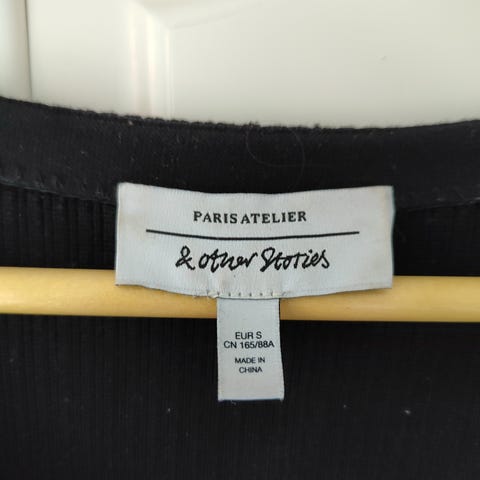 PARIS ATELIER
& other Stories
EUR S
CN 165/88A
MADE IN
CHINA